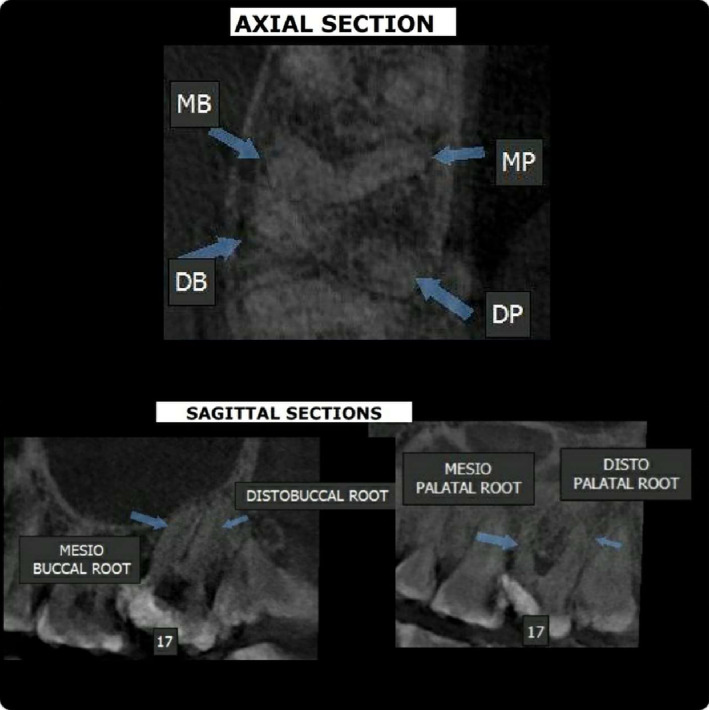 AXIAL SECTION
MB
MP
DB
DP
SAGITTAL SECTIONS
DISTOBUCCAL ROOT
MESIO
BUCCAL ROOT
17
MESIO
PALATAL ROOT
DISTO
PALATAL ROOT
17